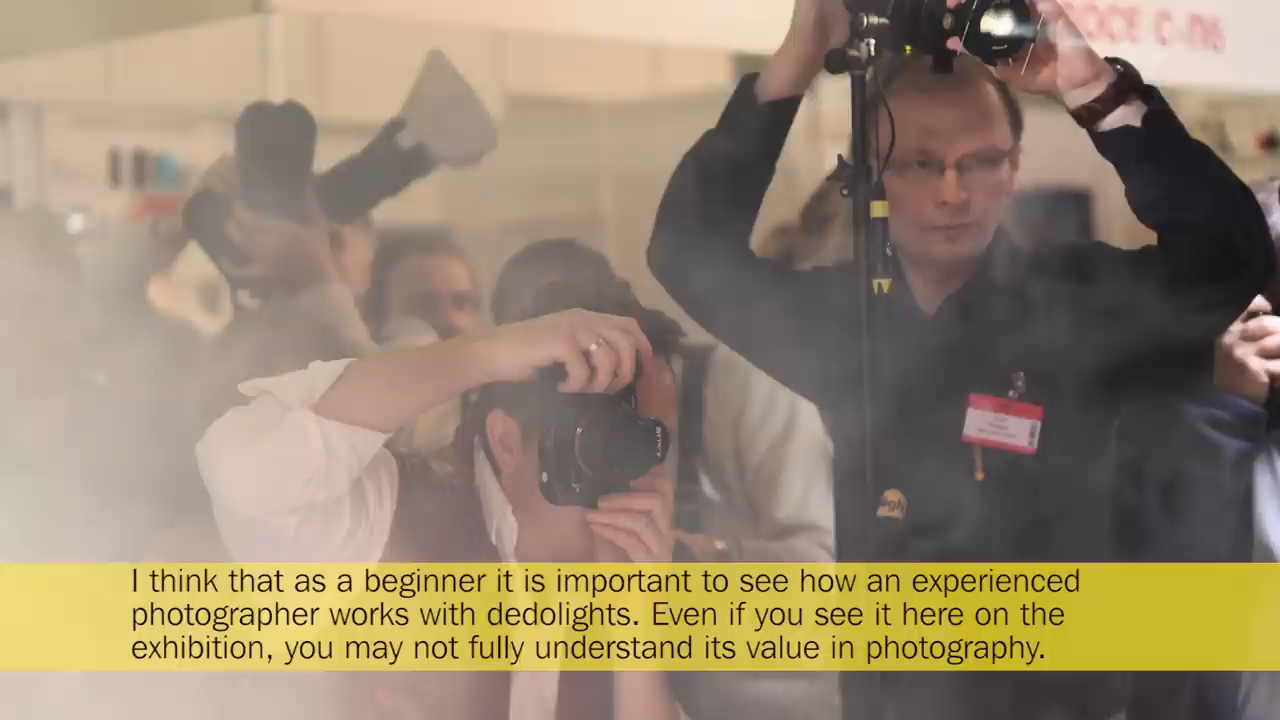 SONY
I think that as a beginner it is important to see how an experienced
photographer works with dedolights. Even if you see it here on the
exhibition, you may not fully understand its value in photography.